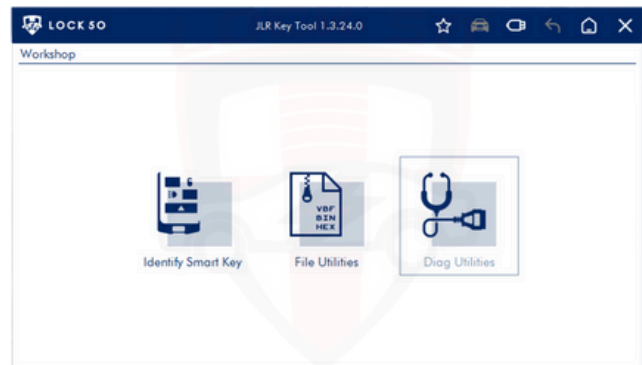 LOCK 50 JLR Key Tool 1.3.24.0
Workshop
VBF
BIN
HEX
Identify Smart Key File Utilities Diag Utilities